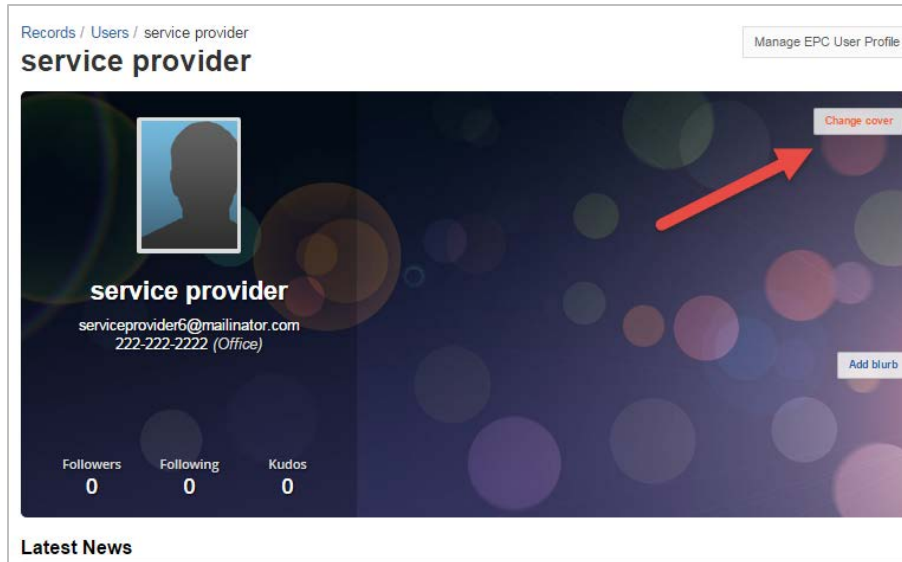 Records / Users / service provider
service provider
Manage EPC User Profile
Change cover
service provider
serviceprovider6@mailinator.com
222-222-2222 (Office)
Add blurb
Followers Following Kudos
0 0 0
Latest News